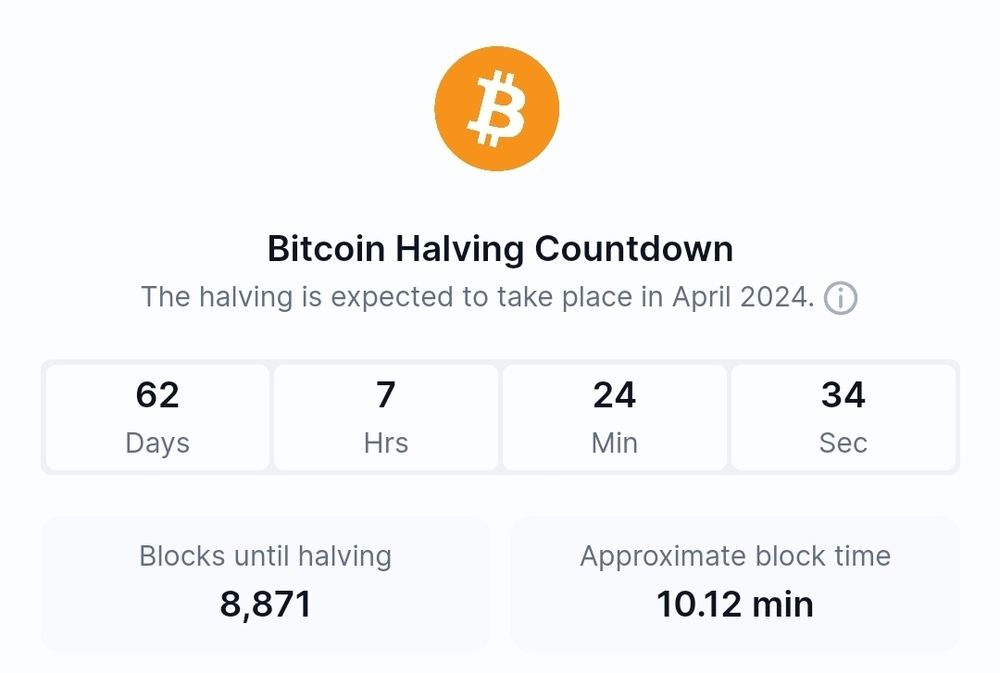 Bitcoin Halving Countdown
The halving is expected to take place in April 2024.
62 7 24 34
Days Hrs Min Sec
Blocks until halving Approximate block time
8,871 10.12 min